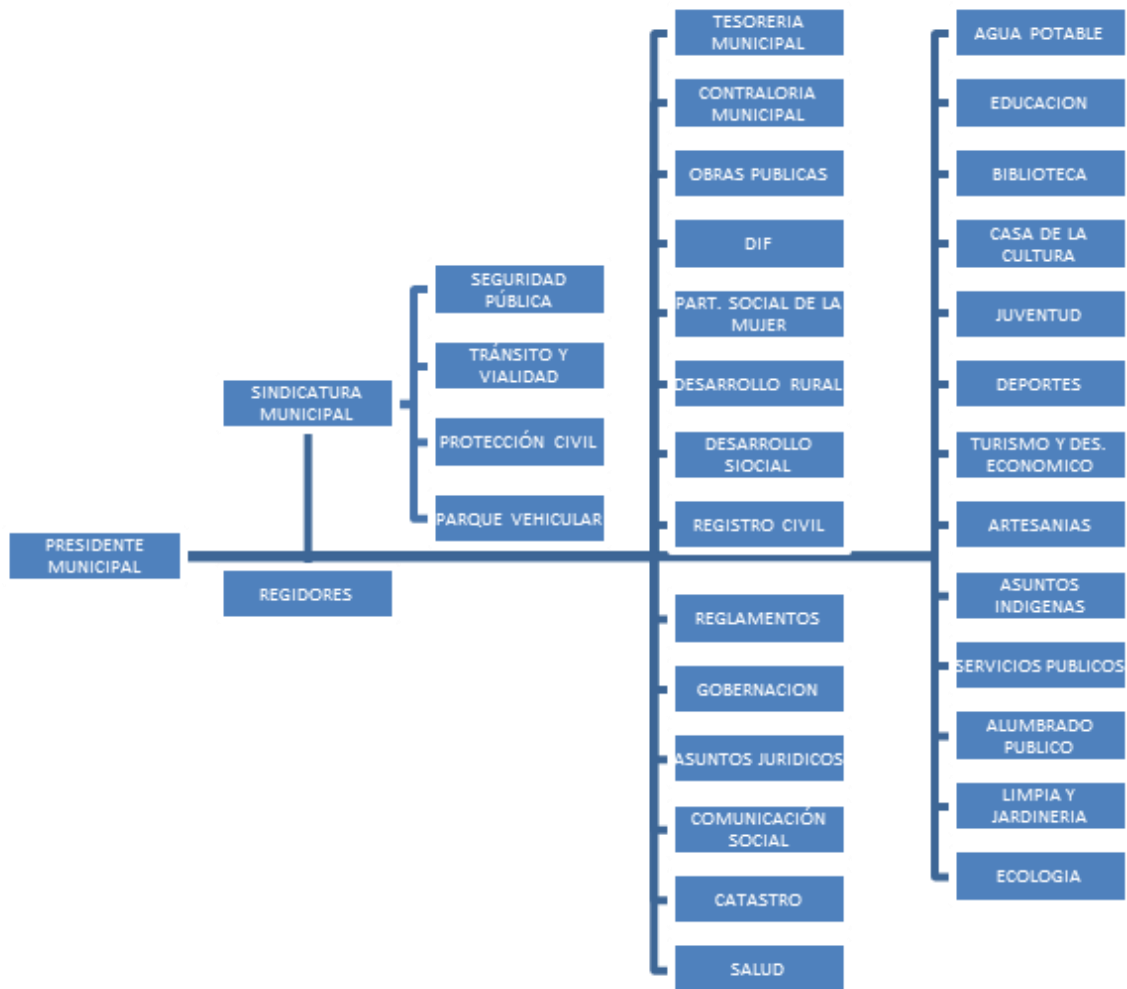 PRESIDENTE
MUNICIPAL
SINDICATURA
MUNICIPAL
REGIDORES
SEGURIDAD
PÚBLICA
TRÁNSITO Y
VIALIDAD
PROTECCIÓN CIVIL
PARQUE VEHICULAR
TESORERIA
MUNICIPAL
CONTRALORIA
MUNICIPAL
OBRAS PUBLICAS
DIF
PART. SOCIAL DE LA
MUJER
DESARROLLO RURAL
DESARROLLO
SIOCIAL
REGISTRO CIVIL
REGLAMENTOS
GOBERNACION
ASUNTOS JURIDICOS
COMUNICACIÓN
SOCIAL
CATASTRO
SALUD
AGUA POTABLE
EDUCACION
BIBLIOTECA
CASA DE LA
CULTURA
JUVENTUD
DEPORTES
TURISMO Y DES.
ECONOMICO
ARTESANIAS
ASUNTOS
INDIGENAS
SERVICIOS PUBLICOS
ALUMBRADO
PUBLICO
LIMPIA Y
JARDINERIA
ECOLOGIA